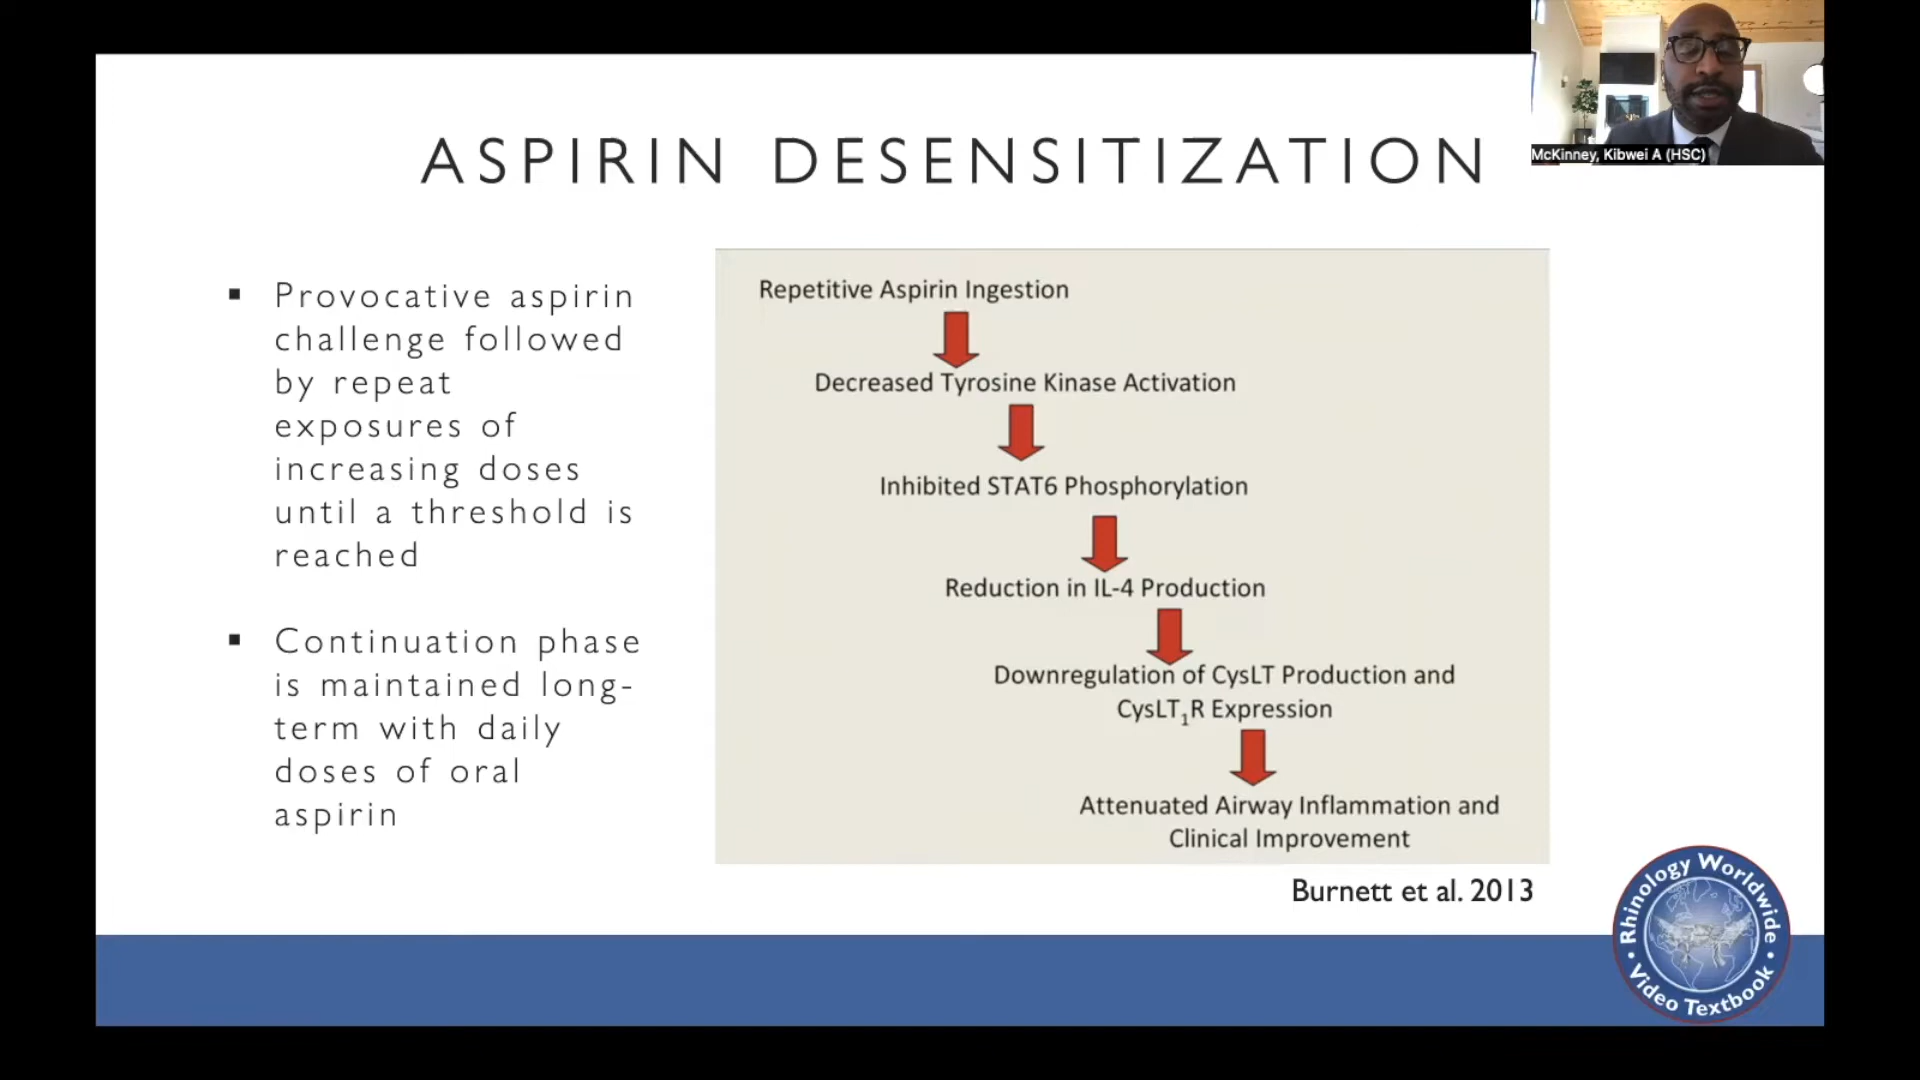 McKinney, Kibwei A (HSC)
ASPIRIN DESENSITIZATION
▪ Provocative aspirin
challenge followed
by repeat
exposures of
increasing doses
until a threshold is
reached
▪ Continuation phase
is maintained long-
term with daily
doses of oral
aspirin
Repetitive Aspirin Ingestion
Decreased Tyrosine Kinase Activation
Inhibited STAT6 Phosphorylation
Reduction in IL-4 Production
Downregulation of CysLT Production and
CysLT₁R Expression
Attenuated Airway Inflammation and
Clinical Improvement
Burnett et al. 2013
Rhinology Worldwide
• Video Textbook •